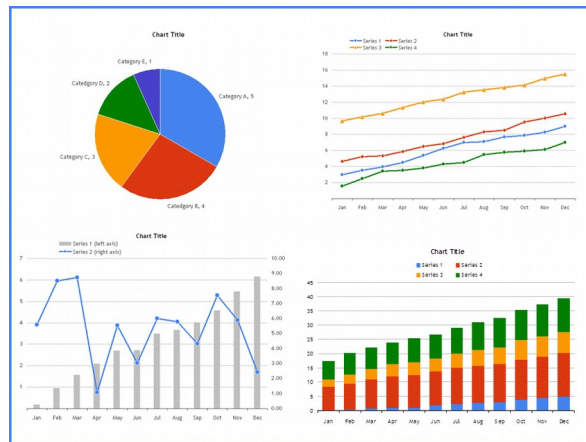 Chart Title
Category E, 1
Category A, 5
Catedgory D, 2
Category C, 3
Catedgory B, 4
Chart Title
Series 1 Series 2
Series 3 Series 4
18
16
14
12
10
8
6
4
2
Jan Feb Mar Apr May Jun Jul Aug Sep Oct Nov Dec
Chart Title
Series 1 (left axis)
Series 2 (right axis)
7 10.00
9.00
6
8.00
5 7.00
6.00
4
5.00
3
4.00
2 3.00
2.00
1
1.00
0.00
Jan Feb Mar Apr May Jun Jul Aug Sep Oct Nov Dec
Chart Title
Series 1 Series 2
Series 3 Series 4
45
40
35
30
25
20
15
10
5
0
Jan Feb Mar Apr May Jun Jul Aug Sep Oct Nov Dec